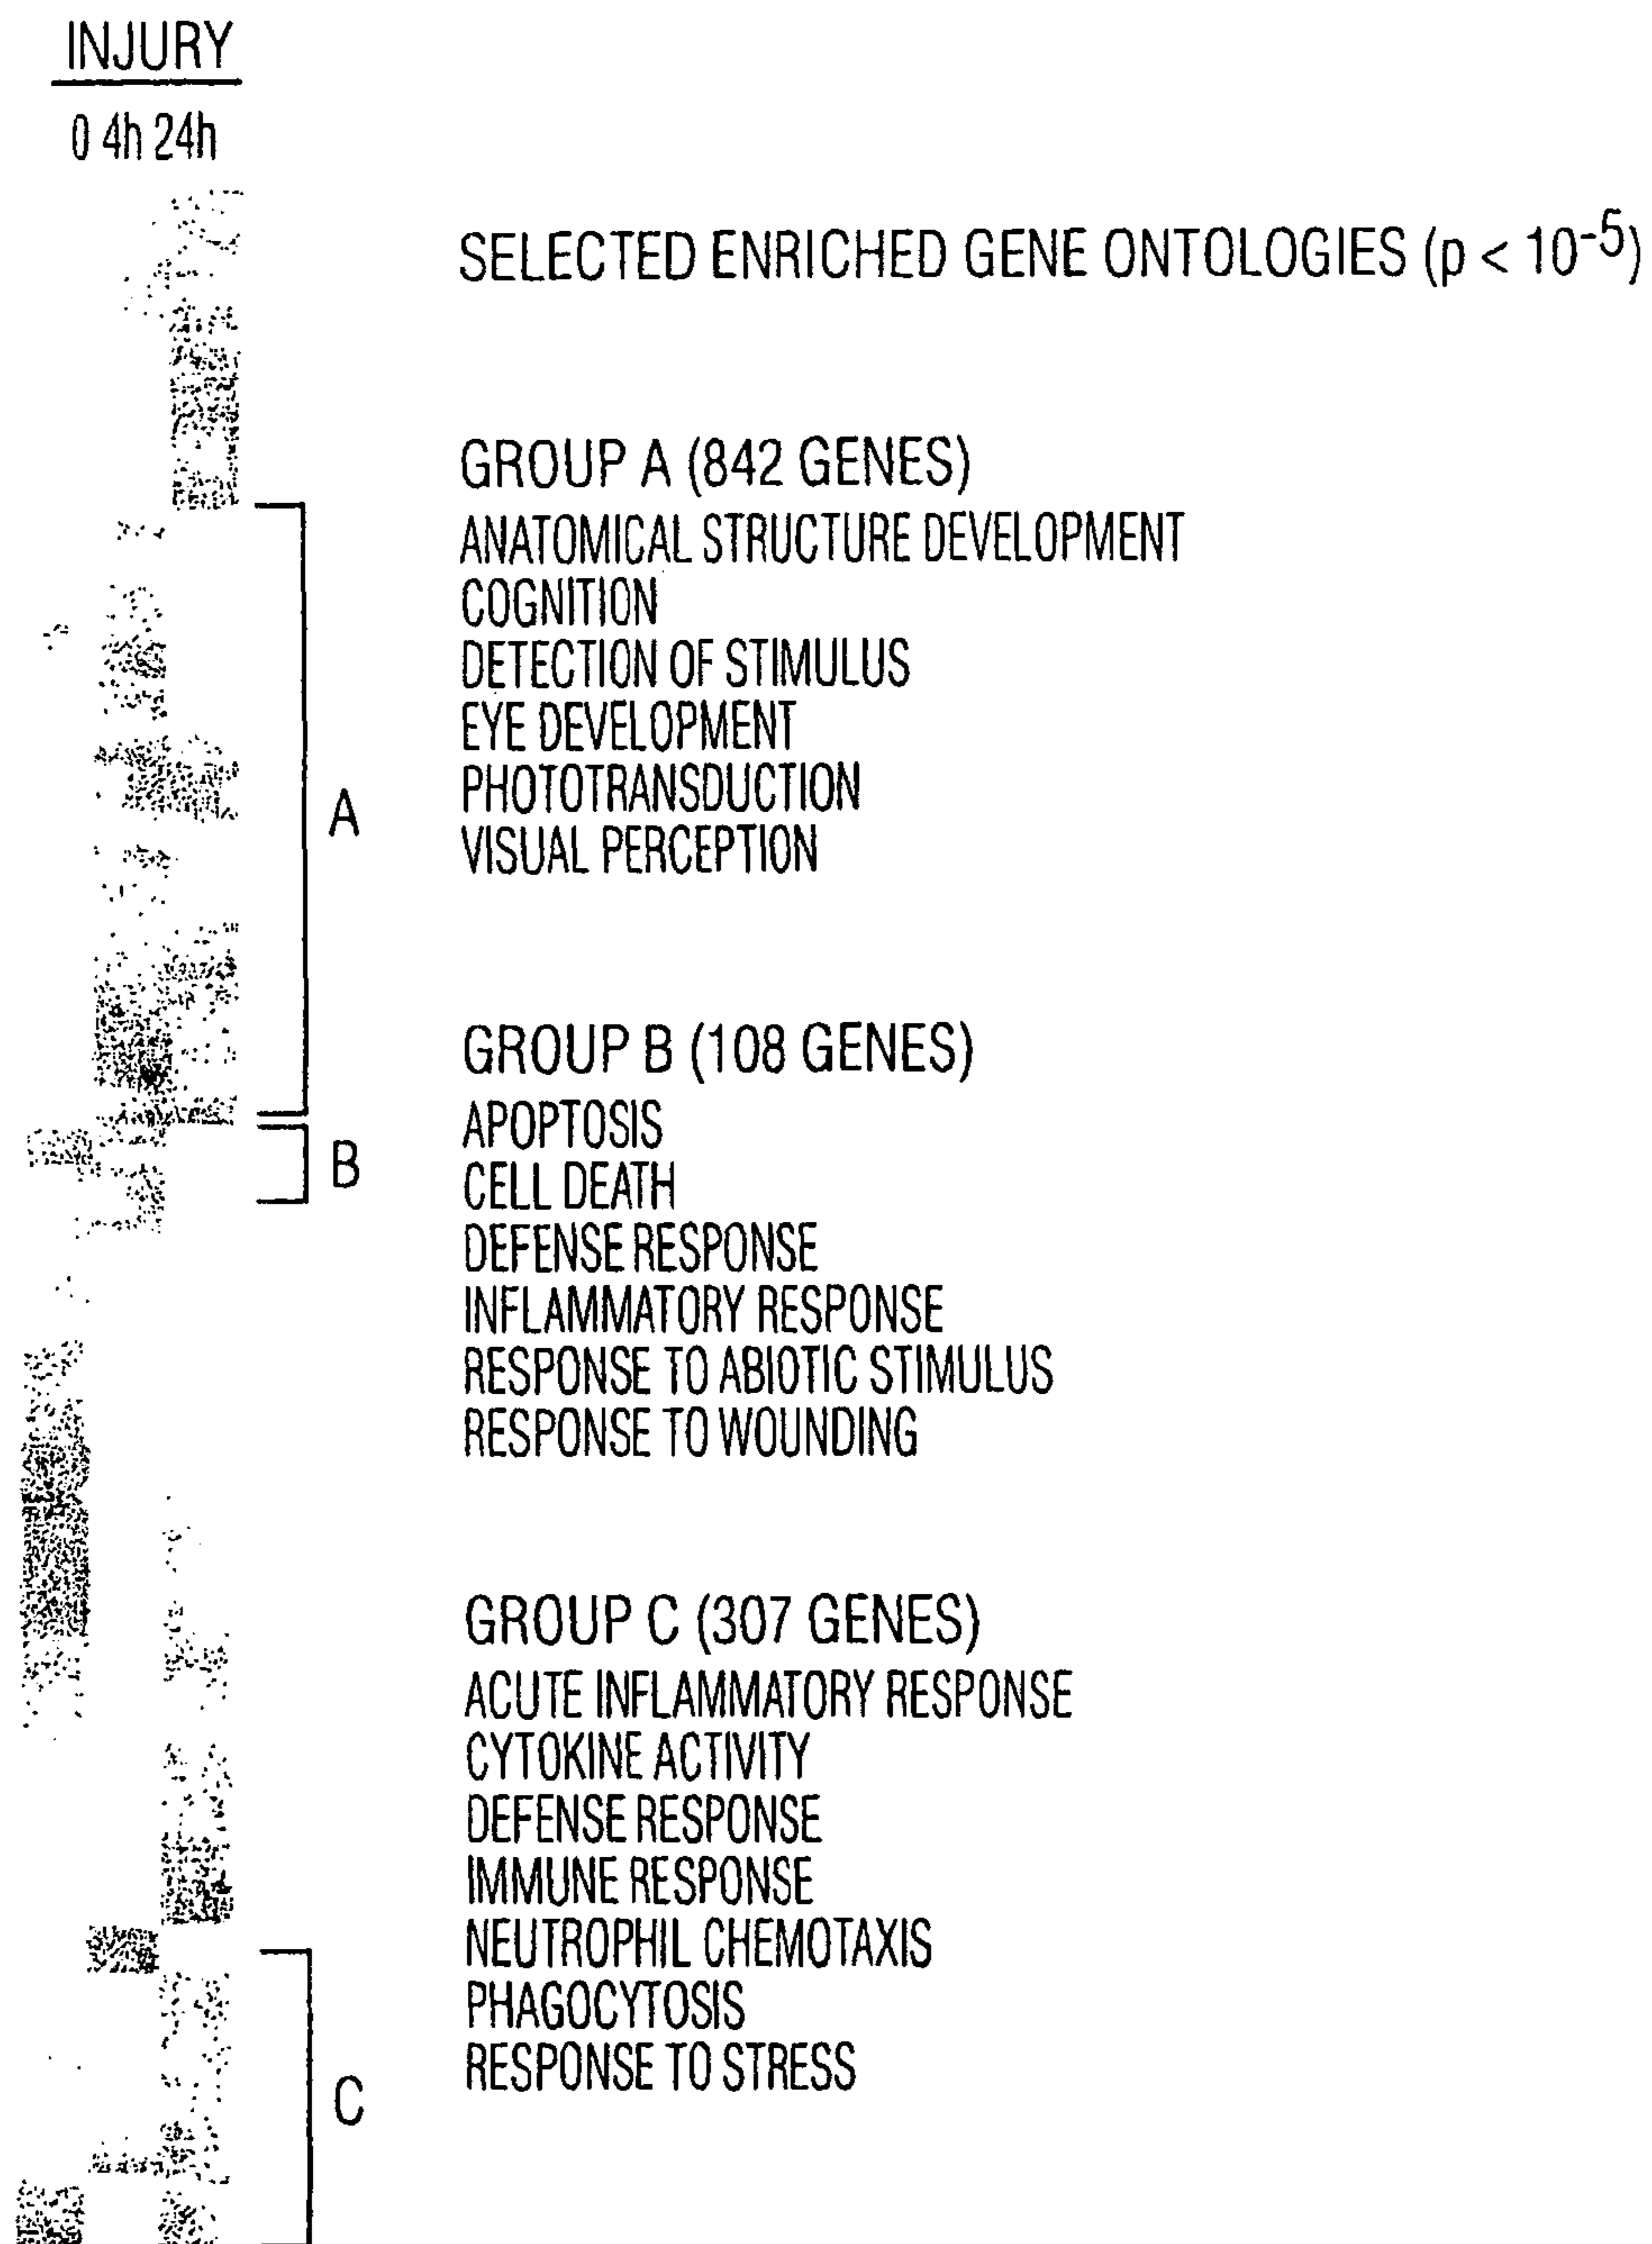 INJURY
0 4h 24h
SELECTED ENRICHED GENE ONTOLOGIES (p < 10-5)
GROUP A (842 GENES)
ANATOMICAL STRUCTURE DEVELOPMENT
COGNITION
DETECTION OF STIMULUS
EYE DEVELOPMENT
PHOTOTRANSDUCTION
VISUAL PERCEPTION
A
GROUP B (108 GENES)
APOPTOSIS
CELL DEATH
DEFENSE RESPONSE
INFLAMMATORY RESPONSE
RESPONSE TO ABIOTIC STIMULUS
RESPONSE TO WOUNDING
B
GROUP C (307 GENES)
ACUTE INFLAMMATORY RESPONSE
CYTOKINE ACTIVITY
DEFENSE RESPONSE
IMMUNE RESPONSE
NEUTROPHIL CHEMOTAXIS
PHAGOCYTOSIS
RESPONSE TO STRESS
C